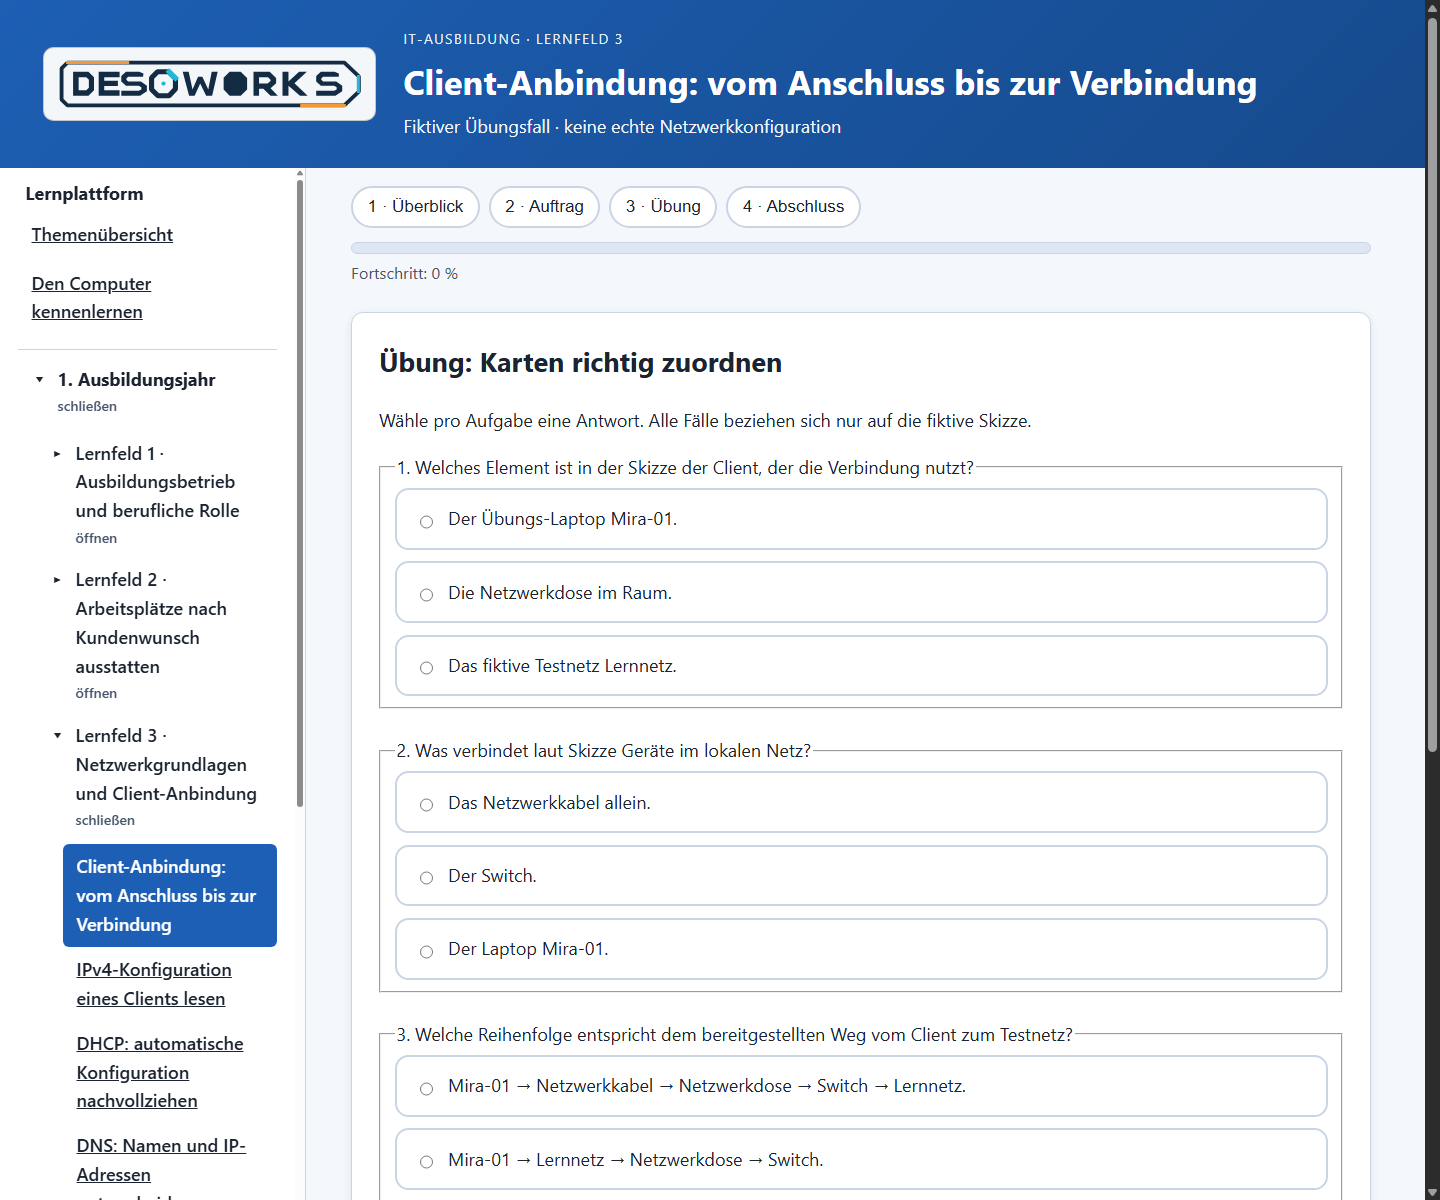 DESOWORKS
IT-AUSBILDUNG · LERNFELD 3
Client-Anbindung: vom Anschluss bis zur Verbindung
Fiktiver Übungsfall · keine echte Netzwerkkonfiguration
Lernplattform
Themenübersicht
Den Computer
kennenlernen
▾ 1. Ausbildungsjahr
schließen
▸ Lernfeld 1 ·
Ausbildungsbetrieb
und berufliche Rolle
öffnen
▸ Lernfeld 2 ·
Arbeitsplätze nach
Kundenwunsch
ausstatten
öffnen
▾ Lernfeld 3 ·
Netzwerkgrundlagen
und Client-Anbindung
schließen
Client-Anbindung:
vom Anschluss bis zur
Verbindung
IPv4-Konfiguration
eines Clients lesen
DHCP: automatische
Konfiguration
nachvollziehen
DNS: Namen und IP-
Adressen
1 · Überblick
2 · Auftrag
3 · Übung
4 · Abschluss
Fortschritt: 0 %
Übung: Karten richtig zuordnen
Wähle pro Aufgabe eine Antwort. Alle Fälle beziehen sich nur auf die fiktive Skizze.
1. Welches Element ist in der Skizze der Client, der die Verbindung nutzt?
Der Übungs-Laptop Mira-01.
Die Netzwerkdose im Raum.
Das fiktive Testnetz Lernnetz.
2. Was verbindet laut Skizze Geräte im lokalen Netz?
Das Netzwerkkabel allein.
Der Switch.
Der Laptop Mira-01.
3. Welche Reihenfolge entspricht dem bereitgestellten Weg vom Client zum Testnetz?
Mira-01 → Netzwerkkabel → Netzwerkdose → Switch → Lernnetz.
Mira-01 → Lernnetz → Netzwerkdose → Switch.